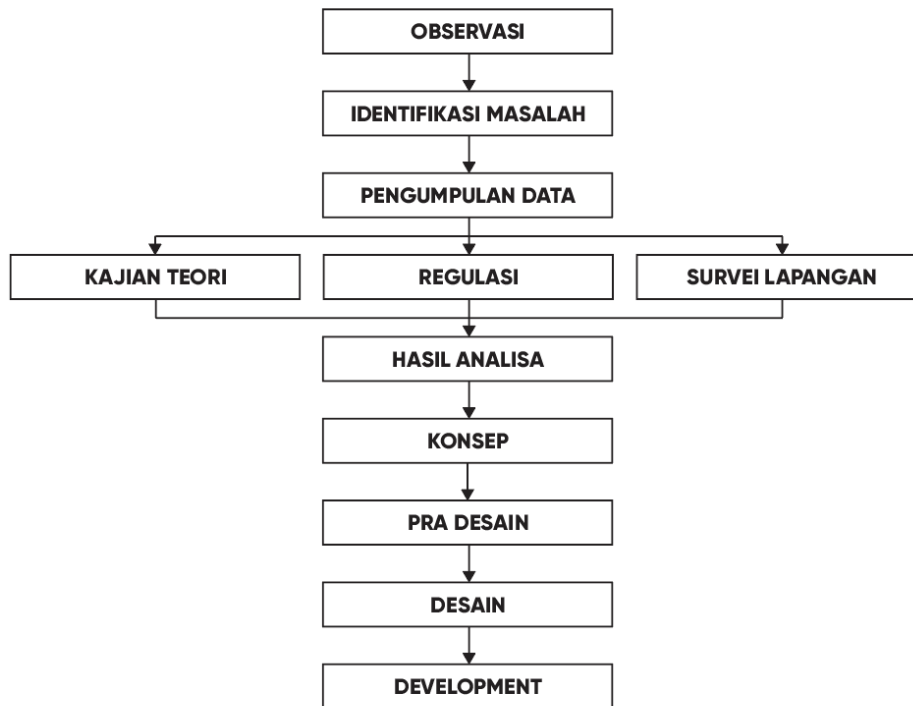 OBSERVASI
IDENTIFIKASI MASALAH
PENGUMPULAN DATA
KAJIAN TEORI
REGULASI
SURVEI LAPANGAN
HASIL ANALISA
KONSEP
PRA DESAIN
DESAIN
DEVELOPMENT